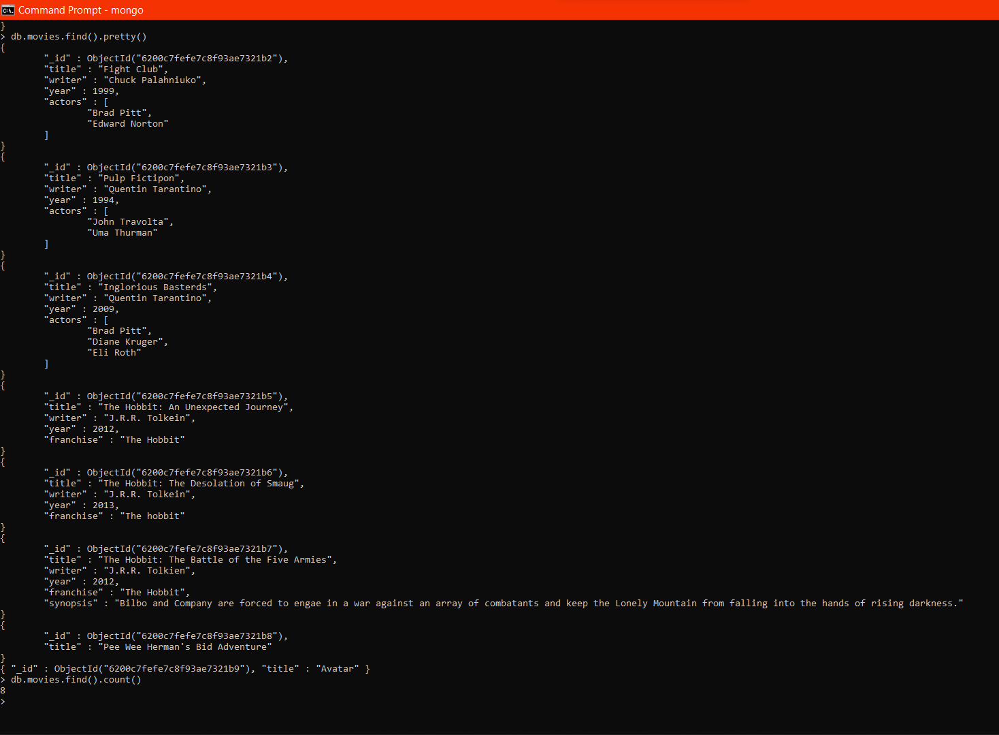 Command Prompt - mongo
}
> db.movies.find().pretty()
{
        "_id" : ObjectId("6200c7fefe7c8f93ae7321b2"),
        "title" : "Fight Club",
        "writer" : "Chuck Palahniuko",
        "year" : 1999,
        "actors" : [
                "Brad Pitt",
                "Edward Norton"
        ]
}
{
        "_id" : ObjectId("6200c7fefe7c8f93ae7321b3"),
        "title" : "Pulp Fictipon",
        "writer" : "Quentin Tarantino",
        "year" : 1994,
        "actors" : [
                "John Travolta",
                "Uma Thurman"
        ]
}
{
        "_id" : ObjectId("6200c7fefe7c8f93ae7321b4"),
        "title" : "Inglorious Basterds",
        "writer" : "Quentin Tarantino",
        "year" : 2009,
        "actors" : [
                "Brad Pitt",
                "Diane Kruger",
                "Eli Roth"
        ]
}
{
        "_id" : ObjectId("6200c7fefe7c8f93ae7321b5"),
        "title" : "The Hobbit: An Unexpected Journey",
        "writer" : "J.R.R. Tolkein",
        "year" : 2012,
        "franchise" : "The Hobbit"
}
{
        "_id" : ObjectId("6200c7fefe7c8f93ae7321b6"),
        "title" : "The Hobbit: The Desolation of Smaug",
        "writer" : "J.R.R. Tolkein",
        "year" : 2013,
        "franchise" : "The hobbit"
}
{
        "_id" : ObjectId("6200c7fefe7c8f93ae7321b7"),
        "title" : "The Hobbit: The Battle of the Five Armies",
        "writer" : "J.R.R. Tolkien",
        "year" : 2012,
        "franchise" : "The Hobbit",
        "synopsis" : "Bilbo and Company are forced to engae in a war against an array of combatants and keep the Lonely Mountain from falling into the hands of rising darkness."
}
{
        "_id" : ObjectId("6200c7fefe7c8f93ae7321b8"),
        "title" : "Pee Wee Herman's Bid Adventure"
}
{ "_id" : ObjectId("6200c7fefe7c8f93ae7321b9"), "title" : "Avatar" }
> db.movies.find().count()
8
>